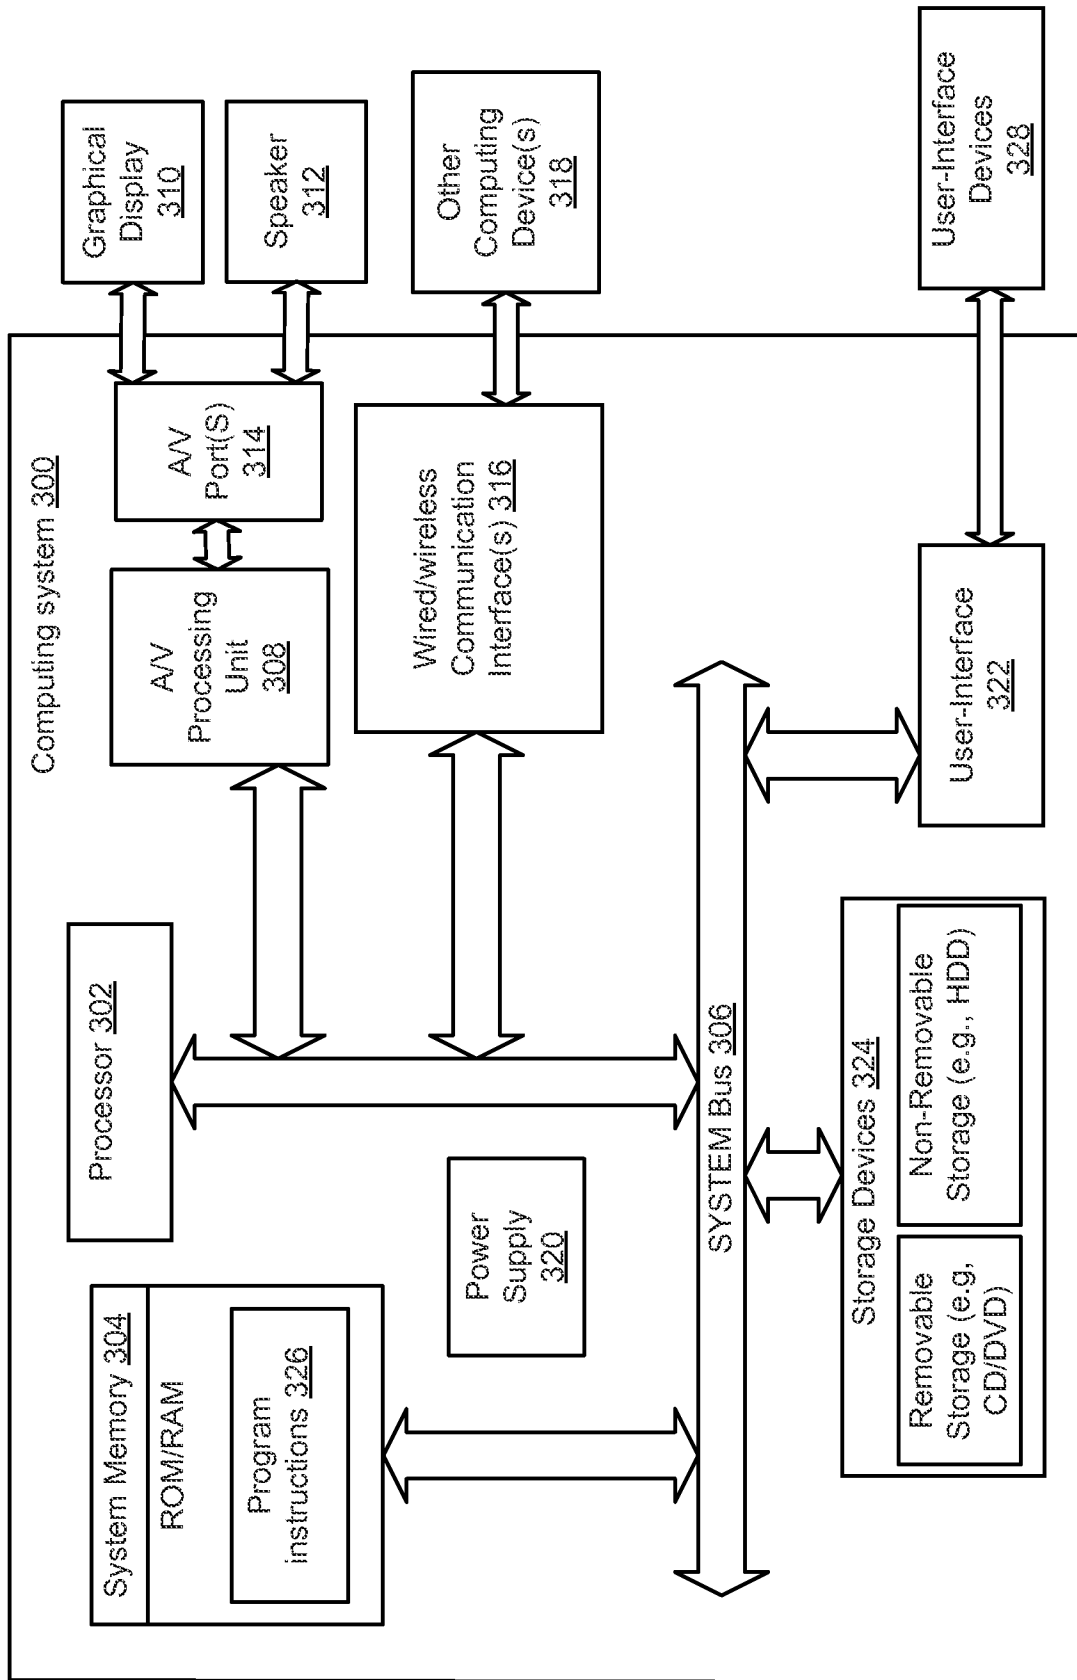 Computing system 300
System Memory 304
ROM/RAM
Program
instructions 326
Processor 302
A/V
Processing
Unit
308
A/V
Port(S)
314
Graphical
Display
310
Speaker
312
Power
Supply
320
Wired/wireless
Communication
Interface(s) 316
Other
Computing
Device(s)
318
SYSTEM Bus 306
Storage Devices 324
Removable
Storage (e.g,
CD/DVD)
Non-Removable
Storage (e.g., HDD)
User-Interface
322
User-Interface
Devices
328